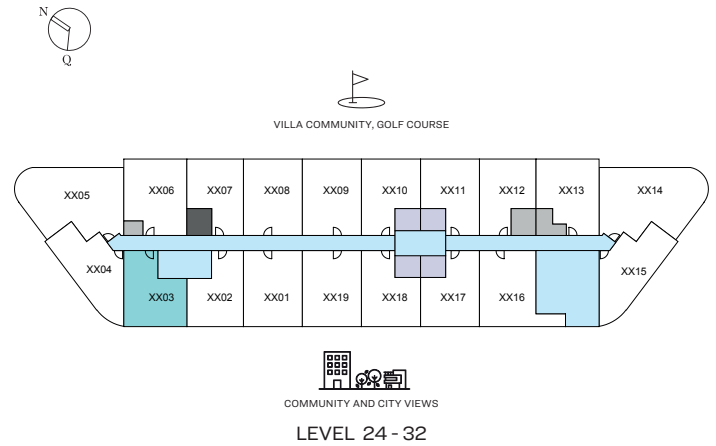 N
Q
VILLA COMMUNITY, GOLF COURSE
XX05 XX06 XX07 XX08 XX09 XX10 XX11 XX12 XX13 XX14
XX04 XX03 XX02 XX01 XX19 XX18 XX17 XX16 XX15
COMMUNITY AND CITY VIEWS
LEVEL 24 - 32